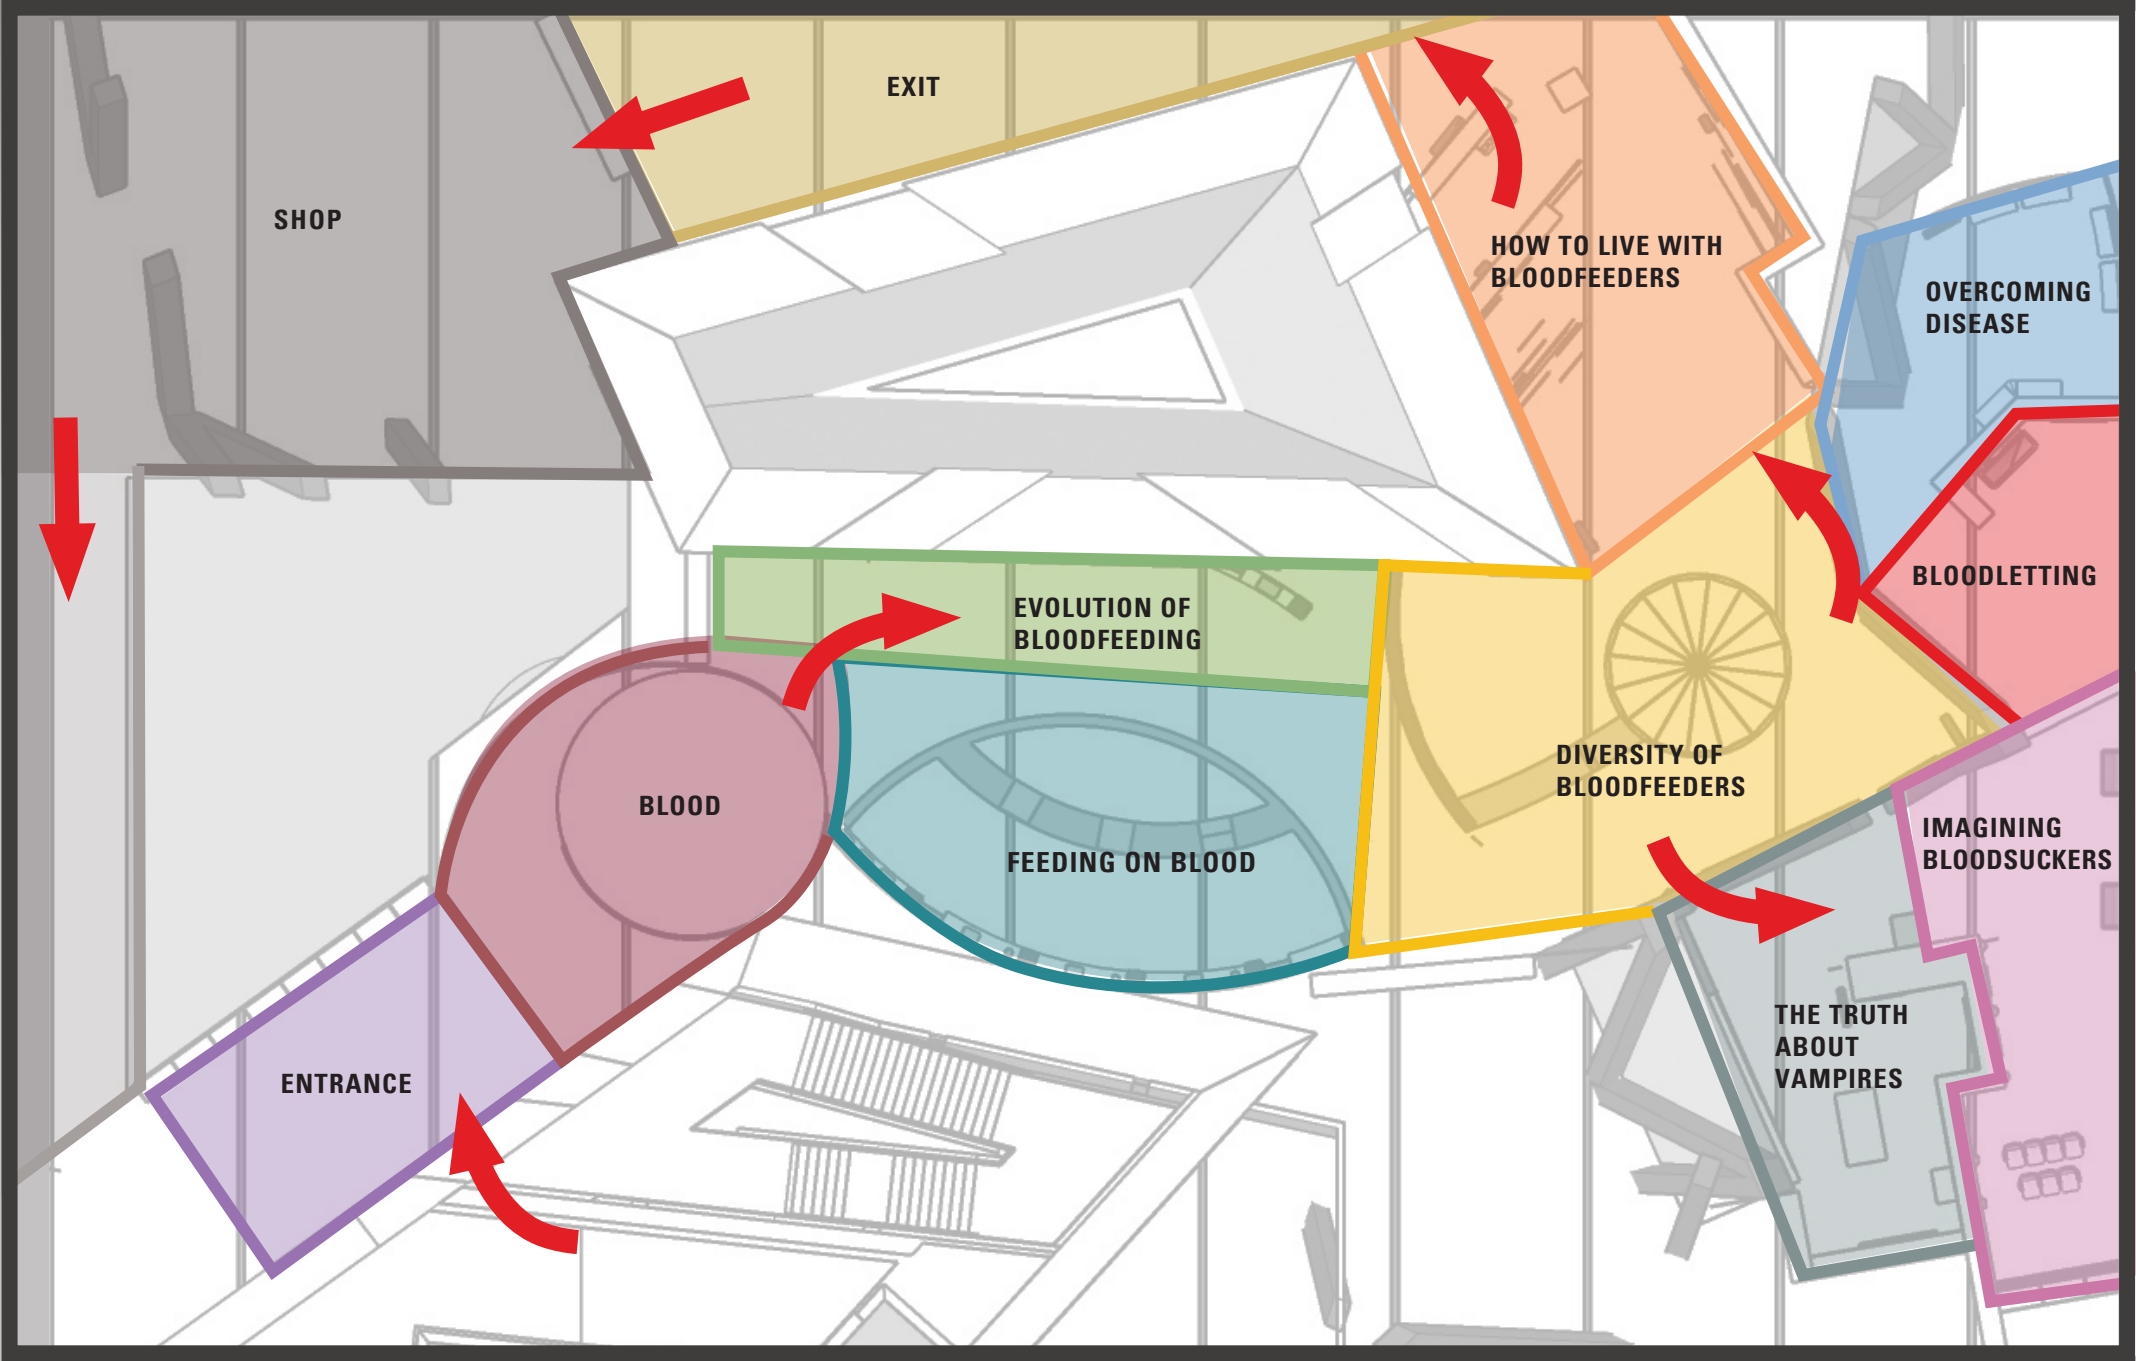 EXIT
SHOP
HOW TO LIVE WITH
BLOODFEEDERS
OVERCOMING
DISEASE
BLOODLETTING
EVOLUTION OF
BLOODFEEDING
DIVERSITY OF
BLOODFEEDERS
BLOOD
FEEDING ON BLOOD
IMAGINING
BLOODSUCKERS
THE TRUTH
ABOUT
VAMPIRES
ENTRANCE